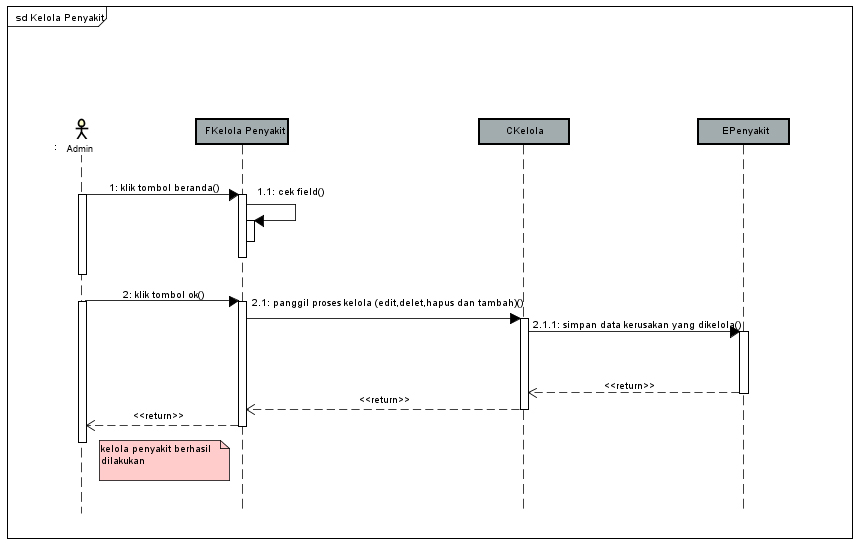 sd Kelola Penyakit
: Admin
FKelola Penyakit
CKelola
EPenyakit
1: klik tombol beranda()
1.1: cek field()
2: klik tombol ok()
2.1: panggil proses kelola (edit,delet,hapus dan tambah)()
2.1.1: simpan data kerusakan yang dikelola()
<<return>>
<<return>>
<<return>>
kelola penyakit berhasil
dilakukan